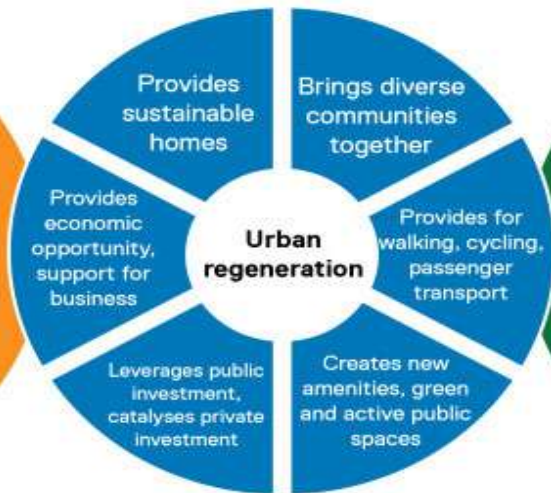 Provides
sustainable
homes
Brings diverse
communities
together
Provides
economic
opportunity,
support for
business
Urban
regeneration
Provides for
walking, cycling,
passenger
transport
Leverages public
investment,
catalyses private
investment
Creates new
amenities, green
and active public
spaces